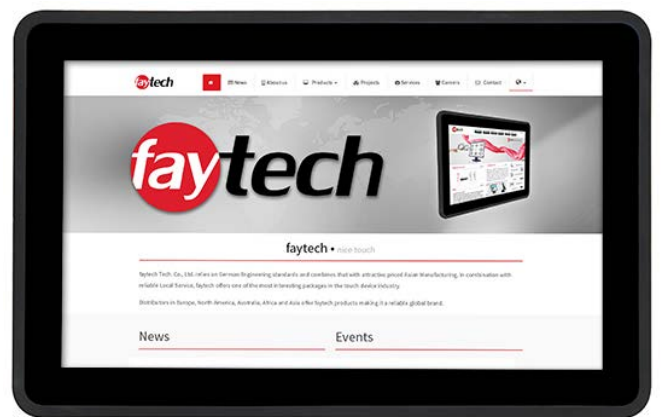 faytech
News About us Products Projects Services Careers Contact
faytech
faytech • nice touch
faytech Tech. Co., Ltd. relies on German Engineering standards and combines that with attractive priced Asian Manufacturing. In combination with
reliable Local Service, faytech offers one of the most interesting packages in the touch device industry.
Distributors in Europe, North America, Australia, Africa and Asia offer faytech products making it a reliable global brand.
News Events